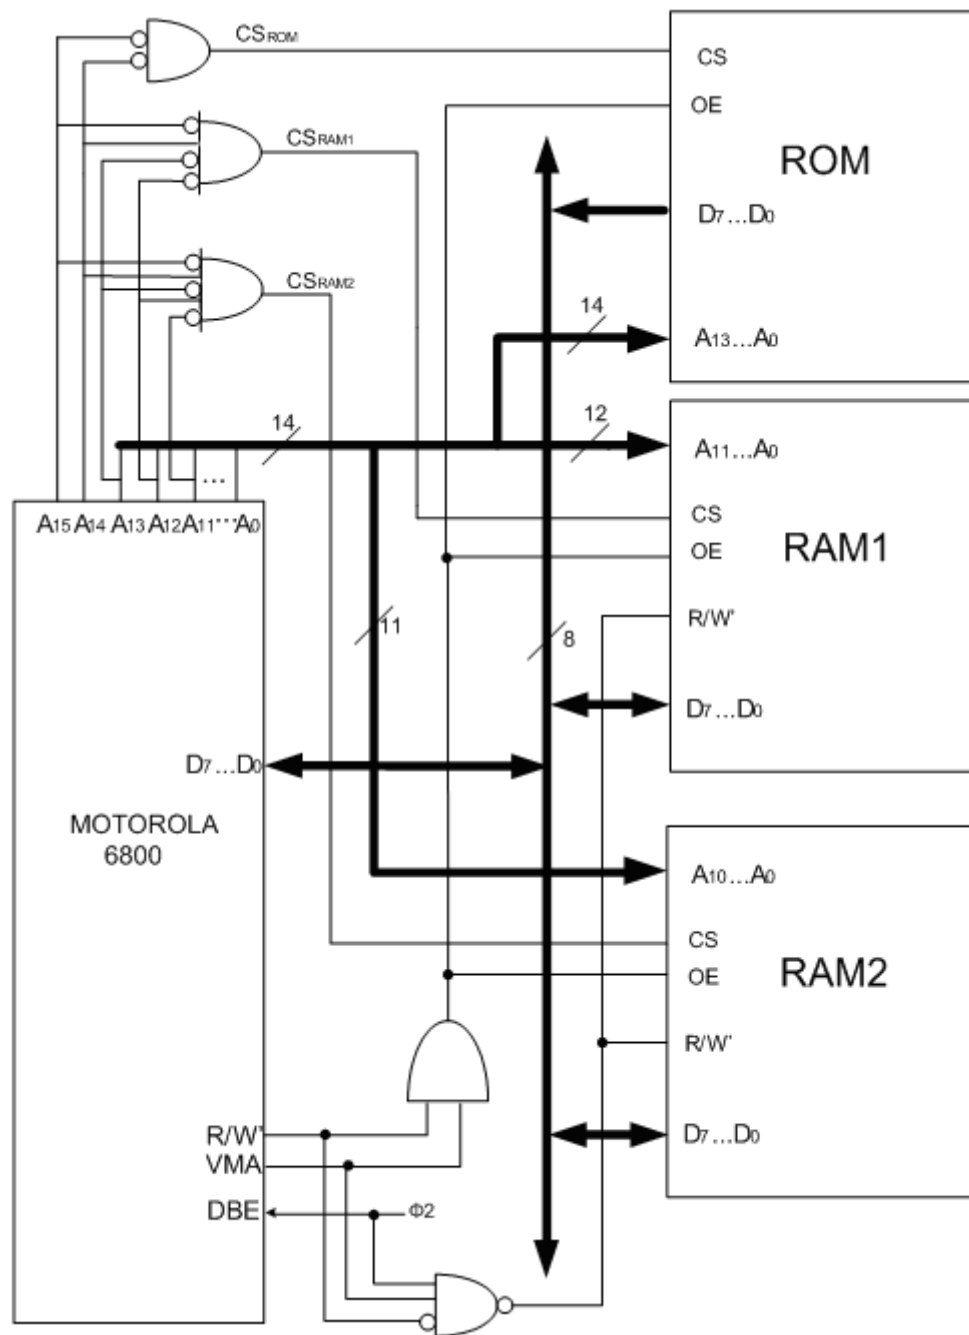 CSROM
CS
OE
ROM
D7...D0
A13...A0
CSRAM1
CSRAM2
14
14
12
A11...A0
CS
OE
RAM1
R/W'
D7...D0
A15 A14 A13 A12 A11...A0
...
11
8
D7...D0
MOTOROLA
6800
A10...A0
CS
OE
RAM2
R/W'
D7...D0
R/W'
VMA
DBE
Φ2